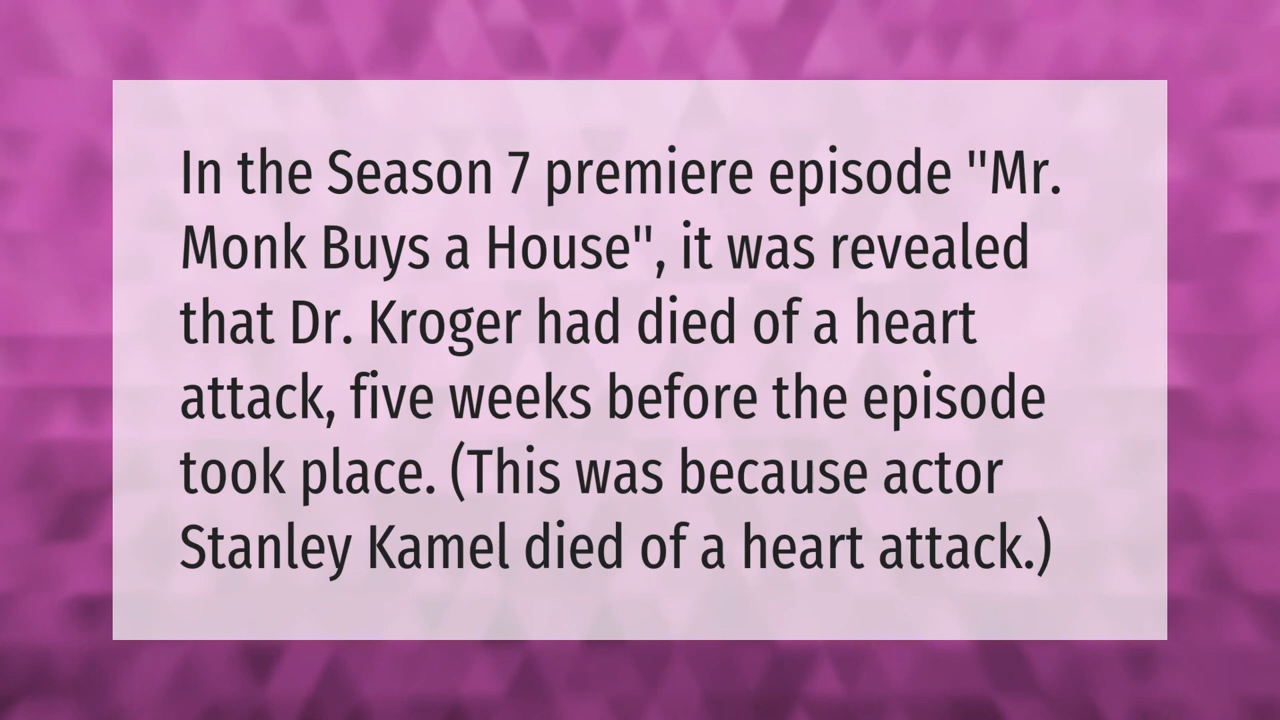 In the Season 7 premiere episode "Mr.
Monk Buys a House", it was revealed
that Dr. Kroger had died of a heart
attack, five weeks before the episode
took place. (This was because actor
Stanley Kamel died of a heart attack.)